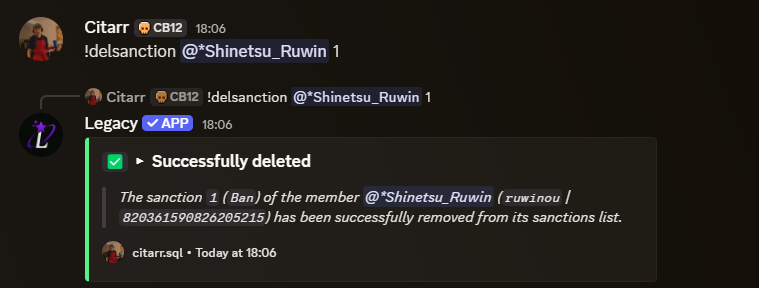 Citarr CB12 18:06
!delsanction @*Shinetsu_Ruwin 1
Citarr CB12 !delsanction @*Shinetsu_Ruwin 1
Legacy APP 18:06
Successfully deleted
The sanction 1 (Ban) of the member @*Shinetsu_Ruwin (ruwinou |
820361590826205215) has been successfully removed from its sanctions list.
citarr.sql • Today at 18:06